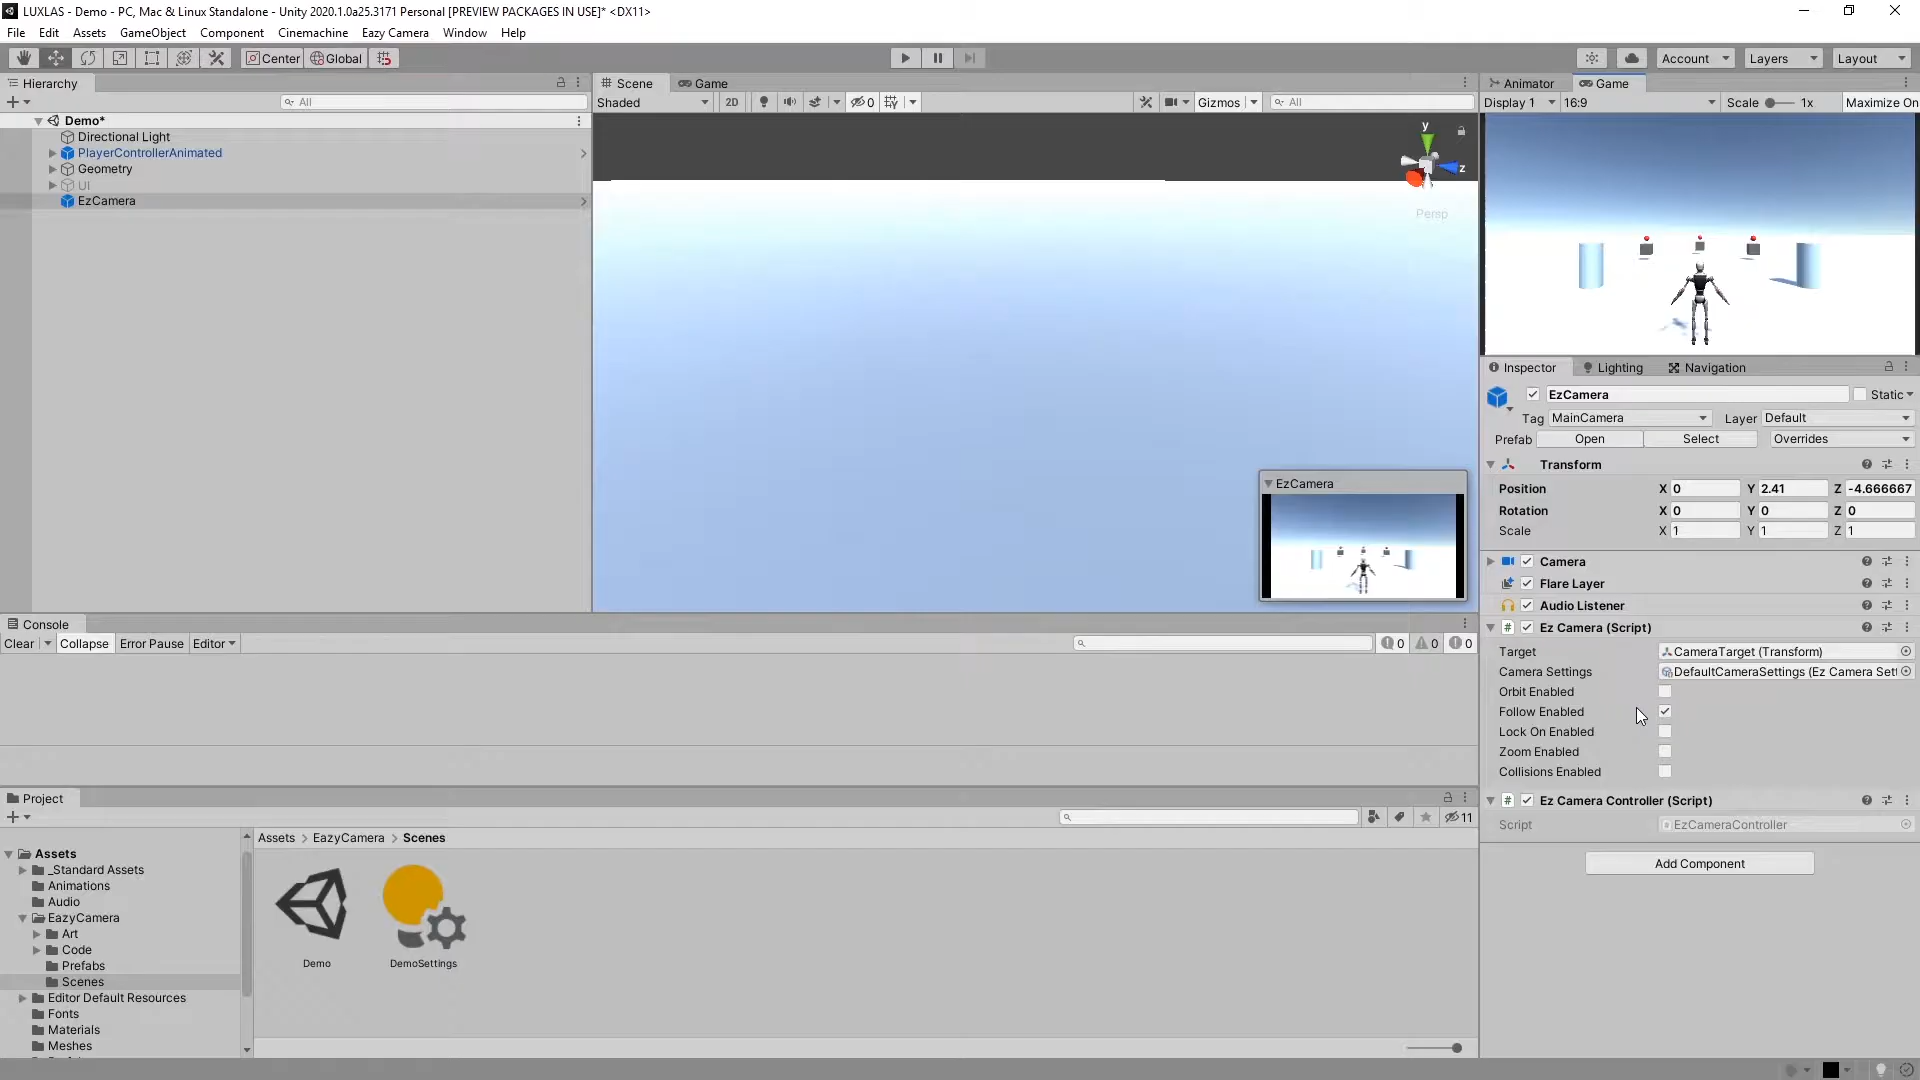 LUXLAS - Demo - PC, Mac & Linux Standalone - Unity 2020.1.0a25.3171 Personal [PREVIEW PACKAGES IN USE]* <DX11>
File Edit Assets GameObject Component Cinemachine Eazy Camera Window Help
Center Global Account Layers Layout
Hierarchy
All
Demo*
Directional Light
PlayerControllerAnimated
Geometry
UI
EzCamera
Scene Game
Shaded 2D 0 Gizmos All
y
z
Persp
EzCamera
Animator Game
Display 1 16:9 Scale 1x Maximize On
Inspector Lighting Navigation
EzCamera Static
Tag MainCamera Layer Default
Prefab Open Select Overrides
Transform
Position X 0 Y 2.41 Z -4.666667
Rotation X 0 Y 0 Z 0
Scale X 1 Y 1 Z 1
Camera
Flare Layer
Audio Listener
# Ez Camera (Script)
Target CameraTarget (Transform)
Camera Settings DefaultCameraSettings (Ez Camera Sett
Orbit Enabled
Follow Enabled
Lock On Enabled
Zoom Enabled
Collisions Enabled
# Ez Camera Controller (Script)
Script EzCameraController
Add Component
Console
Clear Collapse Error Pause Editor 0 0 0
Project
11
Assets
_Standard Assets
Animations
Audio
EazyCamera
Art
Code
Prefabs
Scenes
Editor Default Resources
Fonts
Materials
Meshes
Assets > EazyCamera > Scenes
Demo DemoSettings